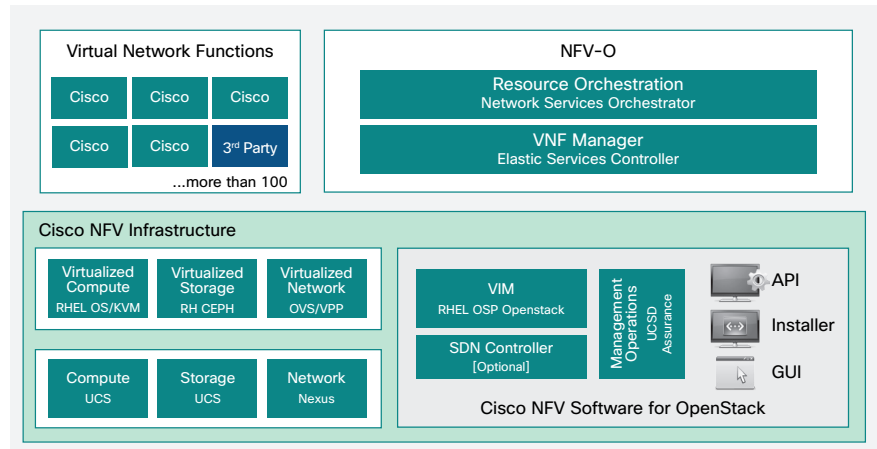 Virtual Network Functions
Cisco
Cisco
Cisco
Cisco
Cisco
3rd Party
...more than 100
NFV-O
Resource Orchestration
Network Services Orchestrator
VNF Manager
Elastic Services Controller
Cisco NFV Infrastructure
Virtualized
Compute
RHEL OS/KVM
Virtualized
Storage
RH CEPH
Virtualized
Network
OVS/VPP
Compute
UCS
Storage
UCS
Network
Nexus
VIM
RHEL OSP Openstack
SDN Controller
[Optional]
Management
Operations
UCSD
Assurance
API
Installer
GUI
Cisco NFV Software for OpenStack